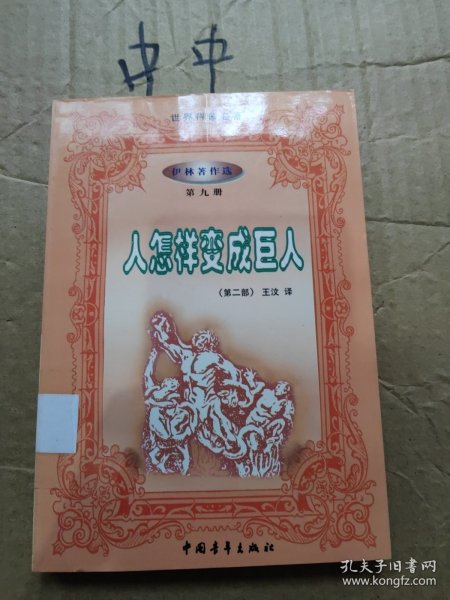 中中
世界科普名著
伊林著作选
第九册
人怎样变成巨人
（第二部） 王汶 译
中国青年出版社
孔夫子旧书网
www.kongfz.com